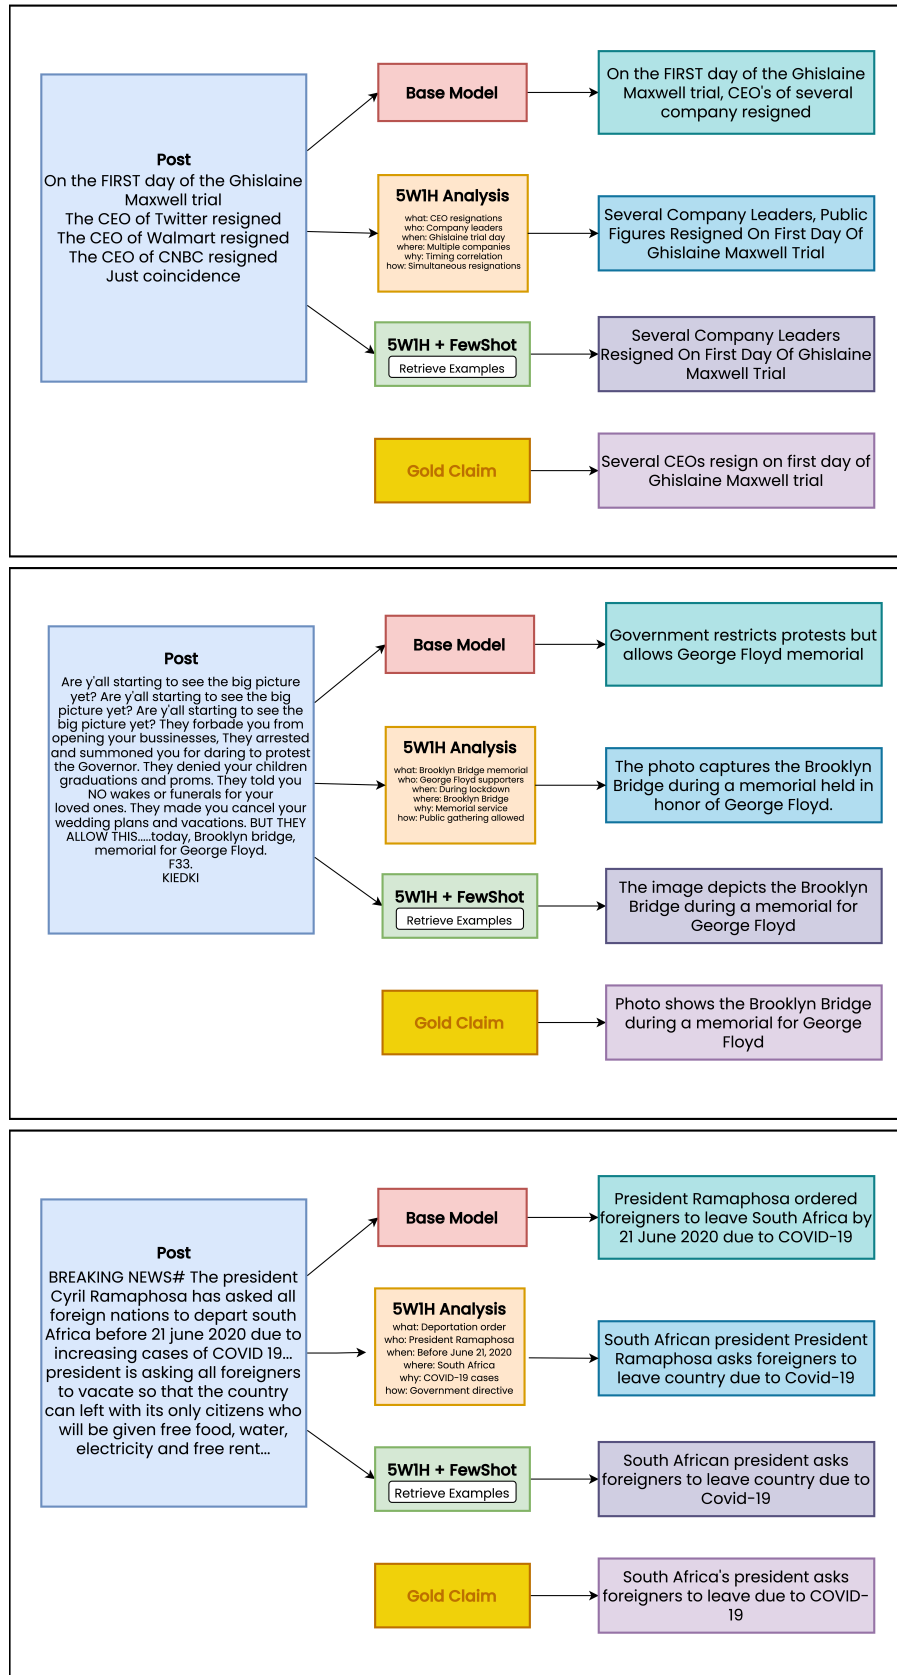 Post
On the FIRST day of the Ghislaine
Maxwell trial
The CEO of Twitter resigned
The CEO of Walmart resigned
The CEO of CNBC resigned
Just coincidence
Base Model
On the FIRST day of the Ghislaine
Maxwell trial, CEO's of several
company resigned
5W1H Analysis
what: CEO resignations
who: Company leaders
when: Ghislaine trial day
where: Multiple companies
why: Timing correlation
how: Simultaneous resignations
Several Company Leaders, Public
Figures Resigned On First Day Of
Ghislaine Maxwell Trial
5W1H + FewShot
Retrieve Examples
Several Company Leaders
Resigned On First Day Of Ghislaine
Maxwell Trial
Gold Claim
Several CEOs resign on first day of
Ghislaine Maxwell trial
Post
Are y'all starting to see the big picture
yet? Are y'all starting to see the big
picture yet? Are y'all starting to see the
big picture yet? They forbade you from
opening your bussinesses, They arrested
and summoned you for daring to protest
the Governor. They denied your children
graduations and proms. They told you
NO wakes or funerals for your
loved ones. They made you cancel your
wedding plans and vacations. BUT THEY
ALLOW THIS.....today, Brooklyn bridge,
memorial for George Floyd.
F33.
KIEDKI
Base Model
Government restricts protests but
allows George Floyd memorial
5W1H Analysis
what: Brooklyn Bridge memorial
who: George Floyd supporters
when: During lockdown
where: Brooklyn Bridge
why: Memorial service
how: Public gathering allowed
The photo captures the Brooklyn
Bridge during a memorial held in
honor of George Floyd.
5W1H + FewShot
Retrieve Examples
The image depicts the Brooklyn
Bridge during a memorial for
George Floyd
Gold Claim
Photo shows the Brooklyn Bridge
during a memorial for George
Floyd
Post
BREAKING NEWS# The president
Cyril Ramaphosa has asked all
foreign nations to depart south
Africa before 21 june 2020 due to
increasing cases of COVID 19...
president is asking all foreigners
to vacate so that the country
can left with its only citizens who
will be given free food, water,
electricity and free rent...
Base Model
President Ramaphosa ordered
foreigners to leave South Africa by
21 June 2020 due to COVID-19
5W1H Analysis
what: Deportation order
who: President Ramaphosa
when: Before June 21, 2020
where: South Africa
why: COVID-19 cases
how: Government directive
South African president President
Ramaphosa asks foreigners to
leave country due to Covid-19
5W1H + FewShot
Retrieve Examples
South African president asks
foreigners to leave country due to
Covid-19
Gold Claim
South Africa's president asks
foreigners to leave due to COVID-
19